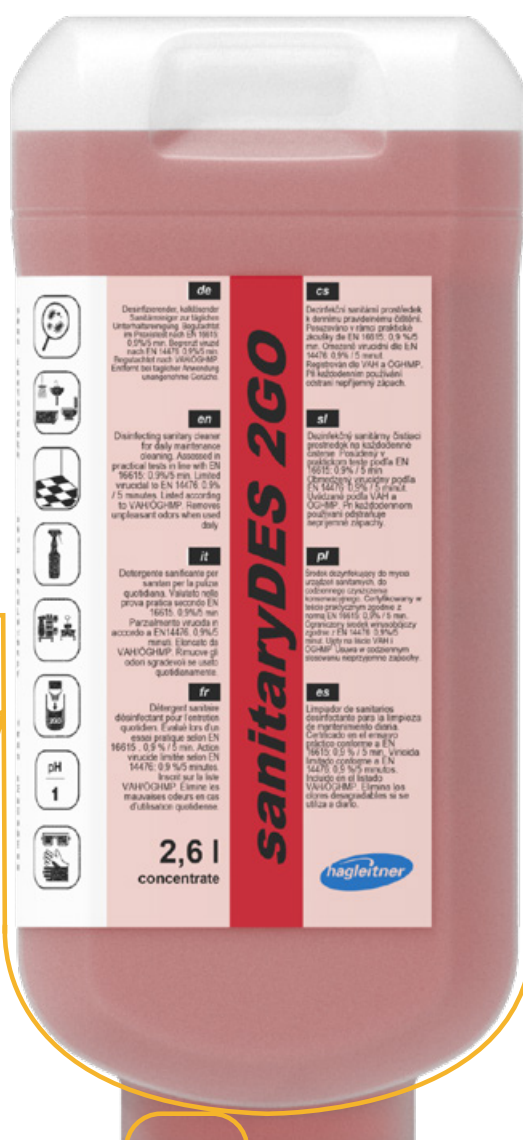 de
Desinfizierender, kalklösender
Sanitärreiniger zur täglichen
Unterhaltsreinigung. Begutachtet
im Praxistest nach EN 16615:
0,9%/5 min. Begrenzt viruzid
nach EN 14476: 0,9%/5 min.
Begutachtet nach VAH/ÖGHMP.
Entfernt bei täglicher Anwendung
unangenehme Gerüche.
en
Disinfecting sanitary cleaner
for daily maintenance
cleaning. Assessed in
practical tests in line with EN
16615: 0.9%/5 min. Limited
virucidal to EN 14476: 0.9%
/ 5 minutes. Listed according
to VAH/ÖGHMP. Removes
unpleasant odors when used
daily.
it
Detergente sanificante per
sanitari per la pulizia
quotidiana. Valutato nella
prova pratica secondo EN
16615: 0,9%/5 min.
Parzialmente virucida in
accordo a EN14476: 0,9%/5
minuti. Elencato da
VAH/ÖGHMP. Rimuove gli
odori sgradevoli se usato
quotidianamente.
fr
Détergent sanitaire
désinfectant pour l'entretien
quotidien. Évalué lors d'un
essai pratique selon EN
16615 : 0,9 % / 5 min. Action
virucide limitée selon EN
14476: 0,9 %/5 minutes.
Inscrit sur la liste
VAH/ÖGHMP. Élimine les
mauvaises odeurs en cas
d'utilisation quotidienne.
2,6 l
concentrate
sanitaryDES 2GO
cs
Dezinfekční sanitární prostředek
k dennímu pravidelnému čištění.
Posuzováno v rámci praktické
zkoušky dle EN 16615: 0,9 %/5
min. Omezeně virucidní dle EN
14476: 0,9% / 5 minut.
Registrován dle VAH a ÖGHMP.
Při každodenním používání
odstraní nepříjemný zápach.
sl
Dezinfekčný sanitárny čistiaci
prostriedok na každodenné
čistenie. Posúdený v
praktickom teste podľa EN
16615: 0,9% / 5 min.
Obmedzený virucídny podľa
EN 14476: 0,9% / 5 minút.
Uvádzané podľa VAH a
ÖGHMP. Pri každodennom
používaní odstraňuje
nepríjemné zápachy.
pl
Środek dezynfekujący do mycia
urządzeń sanitarnych, do
codziennego czyszczenia
konserwacyjnego. Certyfikowany w
teście praktycznym zgodnie z
normą EN 16615: 0,9% / 5 min.
Ograniczony środek wirusobójczy
zgodnie z EN 14476: 0,9%/5
minut. Ujęty na liście VAH i
ÖGHMP. Usuwa w codziennym
stosowaniu nieprzyjemne zapachy.
es
Limpiador de sanitarios
desinfectante para la limpieza
de mantenimiento diaria.
Certificado en el ensayo
práctico conforme a EN
16615: 0,9 % / 5 min. Viricida
limitado conforme a EN
14476: 0,9 %/5 minutos.
Incluido en el listado
VAH/ÖGHMP. Elimina los
olores desagradables si se
utiliza a diario.
hagleitner
2GO
pH
1